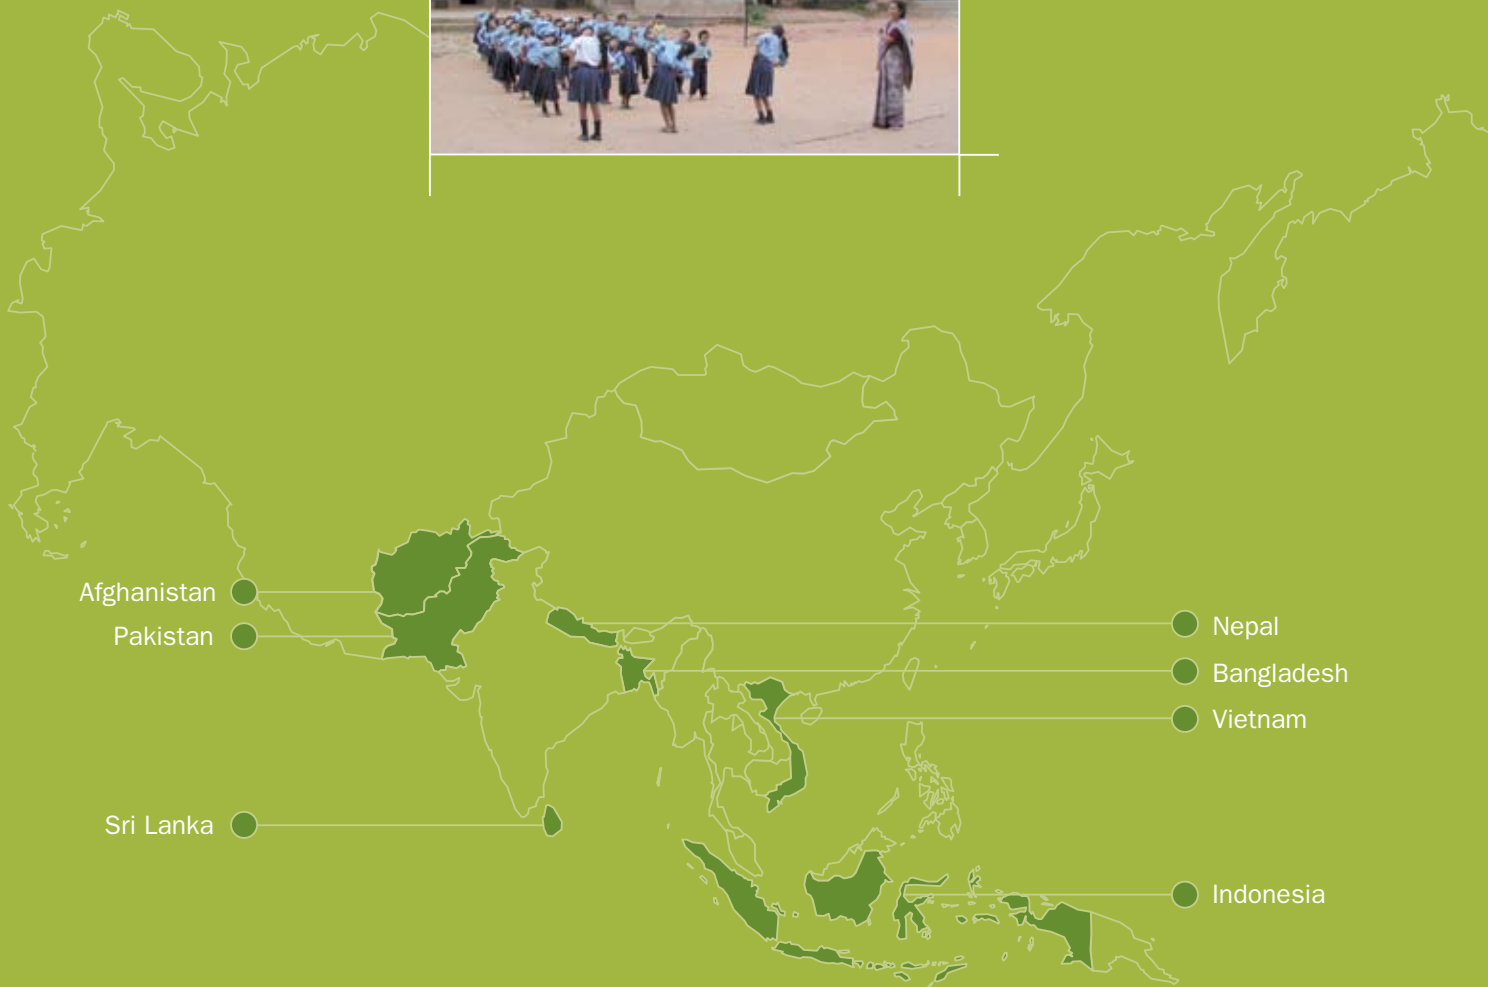 Afghanistan
Pakistan
Sri Lanka
Nepal
Bangladesh
Vietnam
Indonesia